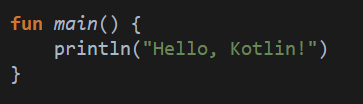 fun main() {
    println("Hello, Kotlin!")
}